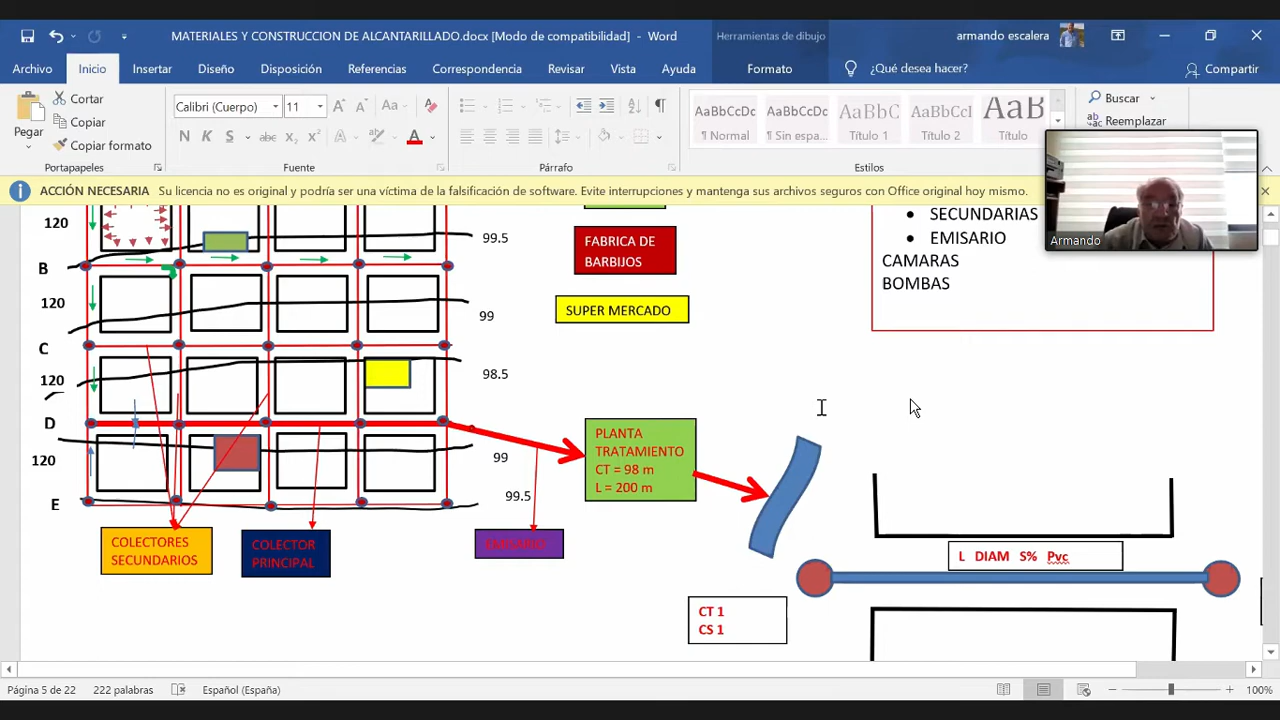 MATERIALES Y CONSTRUCCION DE ALCANTARILLADO.docx [Modo de compatibilidad] - Word
Herramientas de dibujo
armando escalera
Archivo Inicio Insertar Diseño Disposición Referencias Correspondencia Revisar Vista Ayuda Formato ¿Qué desea hacer? Compartir
Pegar
Cortar
Copiar
Copiar formato
Portapapeles
Calibri (Cuerpo) 11
Aa
N K S abc x₂ x² A A
Fuente
Párrafo
AaBbCcDc AaBbCcDc AaBbC AaBbCcI AaB
¶ Normal ¶ Sin espa... Título 1 Título 2 Título
Estilos
Buscar
Reemplazar
ACCIÓN NECESARIA Su licencia no es original y podría ser una víctima de la falsificación de software. Evite interrupciones y mantenga sus archivos seguros con Office original hoy mismo.
Armando
120
99.5
B
120
99
C
120
98.5
D
120
99
99.5
E
FABRICA DE
BARBIJOS
SUPER MERCADO
• SECUNDARIAS
• EMISARIO
CAMARAS
BOMBAS
PLANTA
TRATAMIENTO
CT = 98 m
L = 200 m
COLECTORES
SECUNDARIOS
COLECTOR
PRINCIPAL
EMISARIO
L DIAM S% Pvc
CT 1
CS 1
Página 5 de 22 222 palabras Español (España) 100%